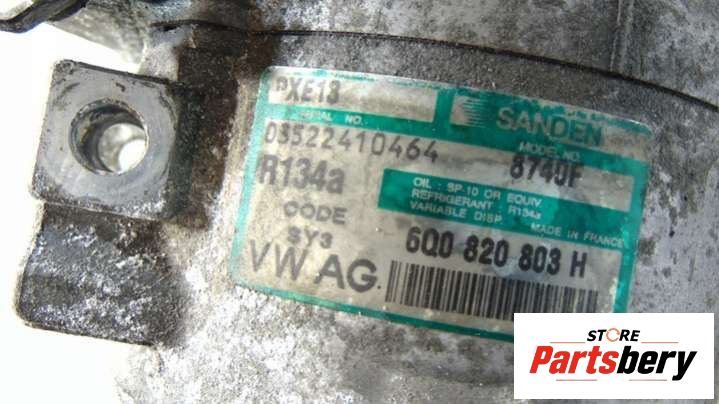 PXE13
SANDEN
SERIAL NO.
MODEL NO.
03522410464
8740F
R134a
OIL : SP-10 OR EQUIV.
REFRIGERANT : R134a
VARIABLE DISP.
MADE IN FRANCE
CODE
SY3
VW AG.
6Q0 820 803 H
STORE
Partsbery